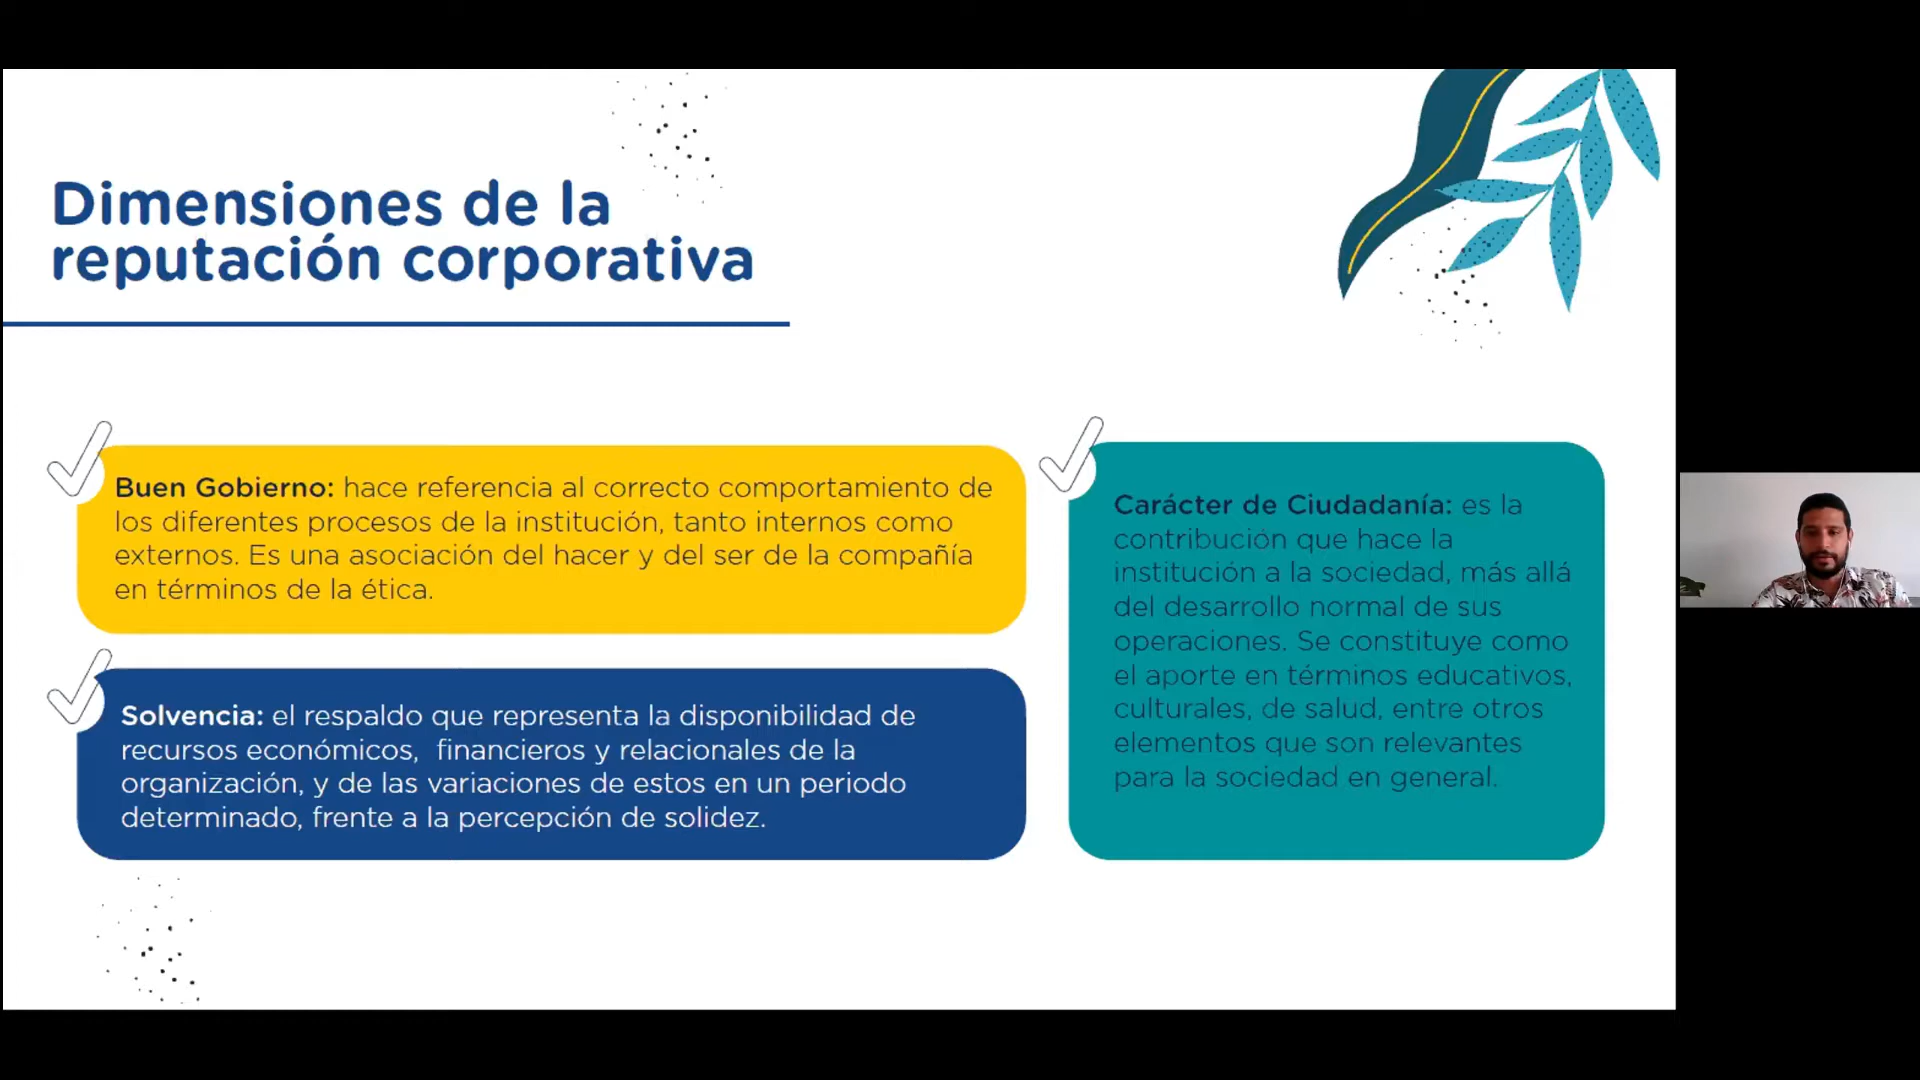 Dimensiones de la
reputación corporativa
Buen Gobierno: hace referencia al correcto comportamiento de
los diferentes procesos de la institución, tanto internos como
externos. Es una asociación del hacer y del ser de la compañía
en términos de la ética.
Solvencia: el respaldo que representa la disponibilidad de
recursos económicos,  financieros y relacionales de la
organización, y de las variaciones de estos en un periodo
determinado, frente a la percepción de solidez.
Carácter de Ciudadanía: es la
contribución que hace la
institución a la sociedad, más allá
del desarrollo normal de sus
operaciones. Se constituye como
el aporte en términos educativos,
culturales, de salud, entre otros
elementos que son relevantes
para la sociedad en general.